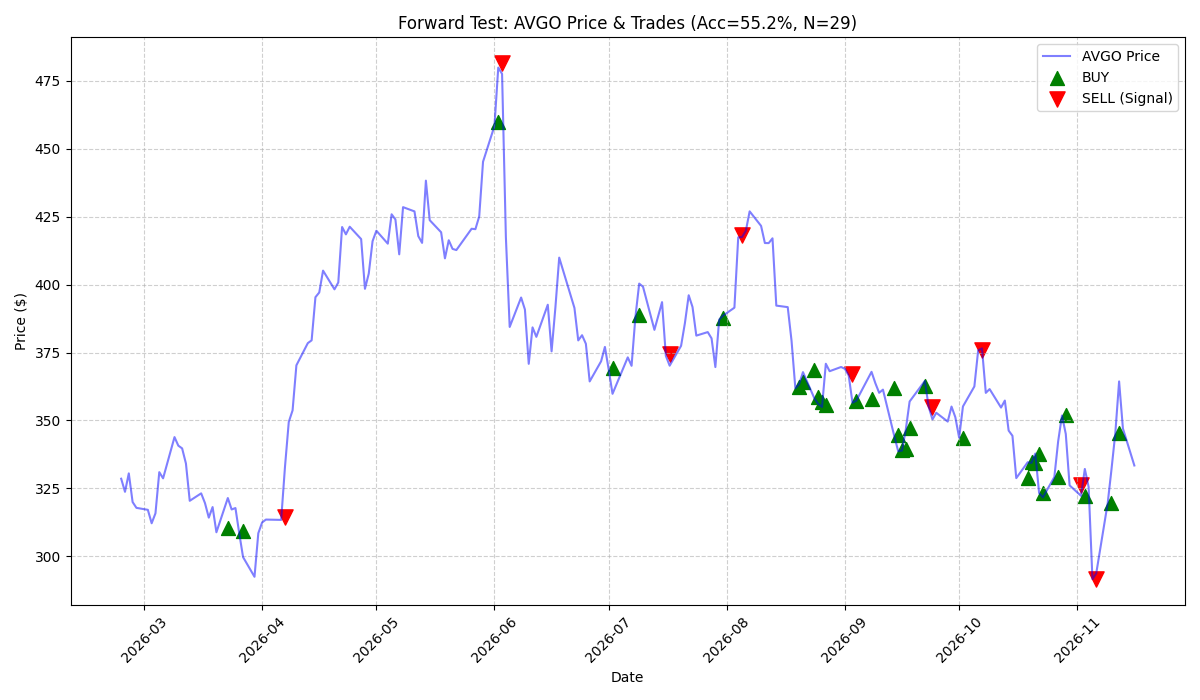 Forward Test: AVGO Price & Trades (Acc=55.2%, N=29)
AVGO Price
BUY
SELL (Signal)
Price ($)
475
450
425
400
375
350
325
300
2026-03
2026-04
2026-05
2026-06
2026-07
2026-08
2026-09
2026-10
2026-11
Date